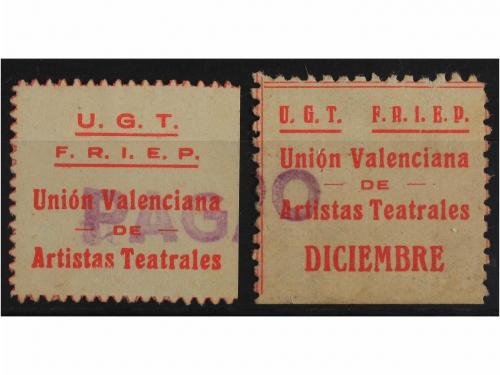 U. G. T.
F. R. I. E. P.
Unión Valenciana
— DE —
Artistas Teatrales
PAGADO
U. G. T. F. R. I. E. P.
Unión Valenciana
— DE —
Artistas Teatrales
DICIEMBRE